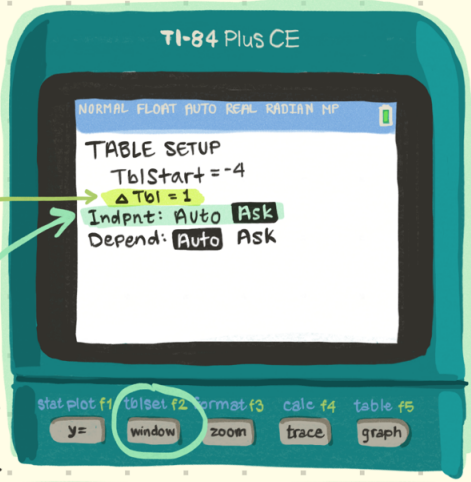 TI-84 Plus CE
NORMAL FLOAT AUTO REAL RADIAN MP
TABLE SETUP
TblStart=-4
△Tbl=1
Indpnt: Auto Ask
Depend: Auto Ask
stat plot f1 tblset f2 format f3 calc f4 table f5
y= window zoom trace graph